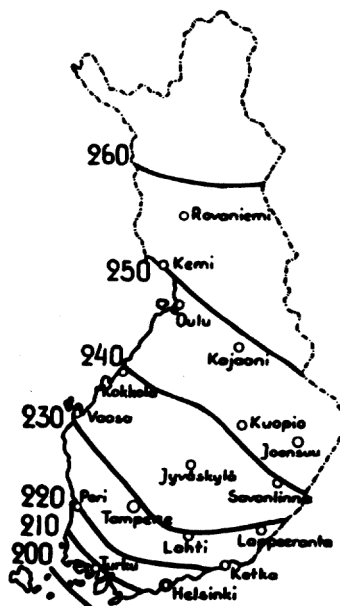 260
Rovaniemi
250
Kemi
Oulu
Kajaani
240
Kokkola
230
Vaasa
Kuopio
Joensuu
Jyväskylä
Savonlinna
220
Pori
Tampere
210
Lahti
Lappeenranta
200
Turku
Kotka
Helsinki